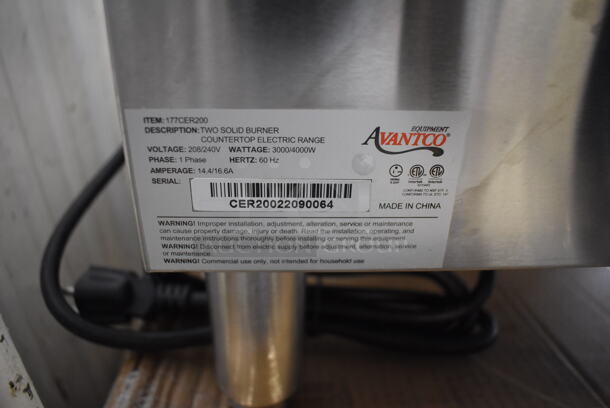 ITEM: 177CER200
DESCRIPTION: TWO SOLID BURNER
COUNTERTOP ELECTRIC RANGE
VOLTAGE: 208/240V WATTAGE: 3000/4000W
PHASE: 1 Phase HERTZ: 60 Hz
AMPERAGE: 14.4/16.6A
SERIAL:
CER20022090064
AVANTCO®
EQUIPMENT
Intertek Intertek
MADE IN CHINA
WARNING! Improper installation, adjustment, alteration, service or maintenance
can cause property damage, injury or death. Read the installation, operating, and
maintenance instructions thoroughly before installing or serving this equipment.
WARNING! Disconnect from electric supply before adjustment, alteration, service
or maintenance.
WARNING! Commercial use only, not intended for household use